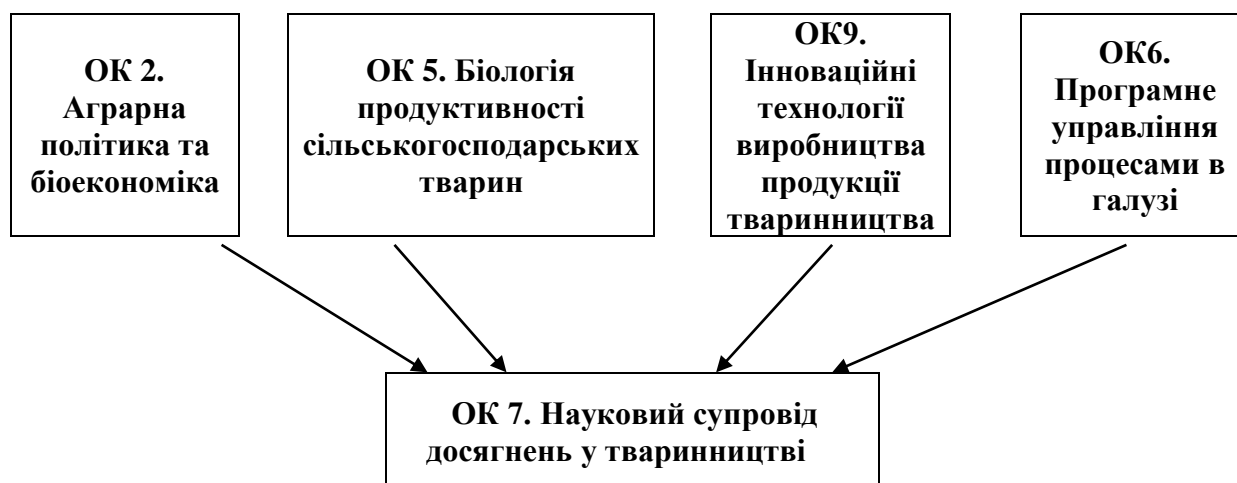 ОК 2.
Аграрна
політика та
біоекономіка
ОК 5. Біологія
продуктивності
сільськогосподарських
тварин
ОК9.
Інноваційні
технології
виробництва
продукції
тваринництва
ОК6.
Програмне
управління
процесами в
галузі
ОК 7. Науковий супровід
досягнень у тваринництві